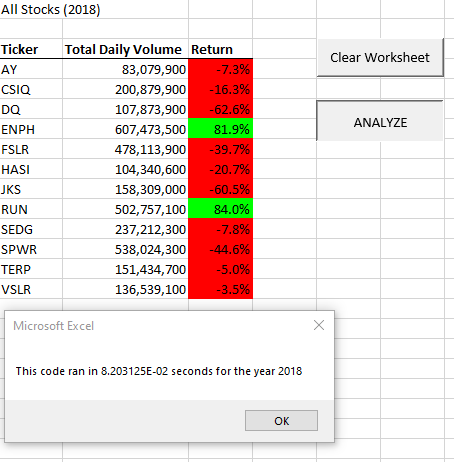 All Stocks (2018)
Ticker Total Daily Volume Return
AY 83,079,900 -7.3%
CSIQ 200,879,900 -16.3%
DQ 107,873,900 -62.6%
ENPH 607,473,500 81.9%
FSLR 478,113,900 -39.7%
HASI 104,340,600 -20.7%
JKS 158,309,000 -60.5%
RUN 502,757,100 84.0%
SEDG 237,212,300 -7.8%
SPWR 538,024,300 -44.6%
TERP 151,434,700 -5.0%
VSLR 136,539,100 -3.5%
Clear Worksheet
ANALYZE
Microsoft Excel
This code ran in 8.203125E-02 seconds for the year 2018
OK